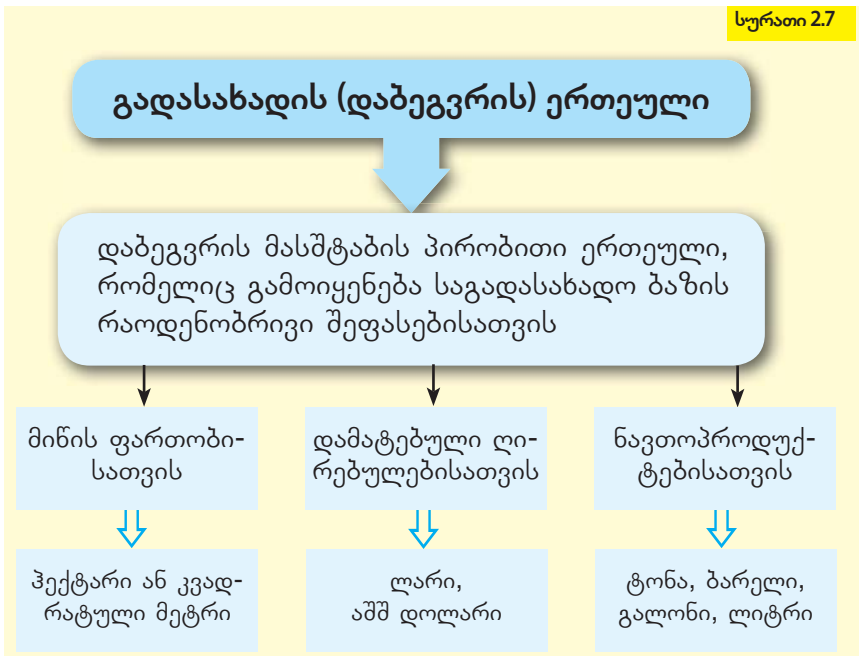 სურათი 2.7
გადასახადის (დაბეგვრის) ერთეული
დაბეგვრის მასშტაბის პირობითი ერთეული,
რომელიც გამოიყენება საგადასახადო ბაზის
რაოდენობრივი შეფასებისათვის
მიწის ფართობი-
სათვის
დამატებული ღი-
რებულებისათვის
ნავთოპროდუქ-
ტებისათვის
ჰექტარი ან კვად-
რატული მეტრი
ლარი,
აშშ დოლარი
ტონა, ბარელი,
გალონი, ლიტრი